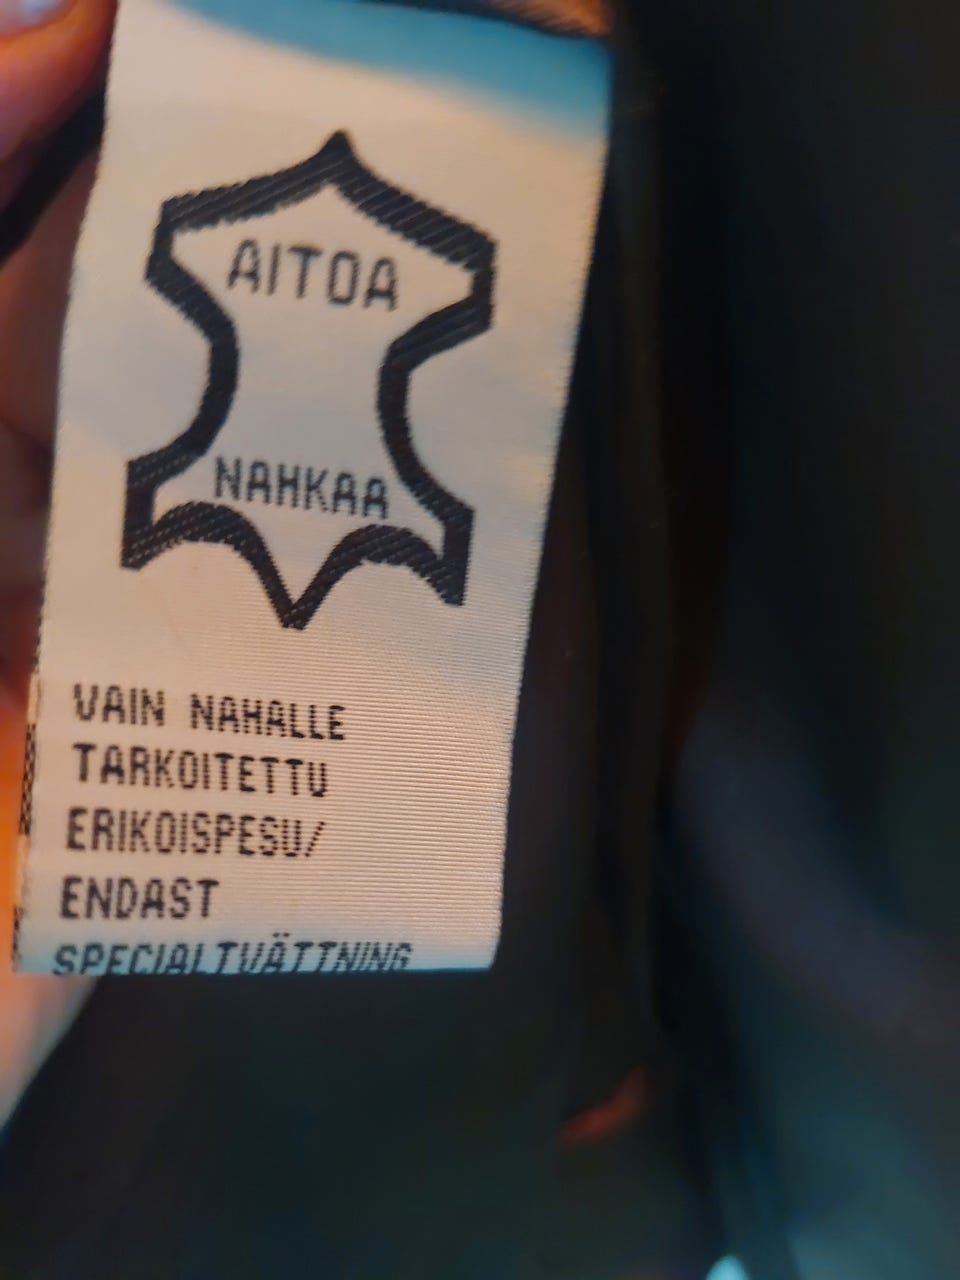 AITOA
NAHKAA
VAIN NAHALLE
TARKOITETTU
ERIKOISPESU/
ENDAST
SPECIALTVÄTTNING